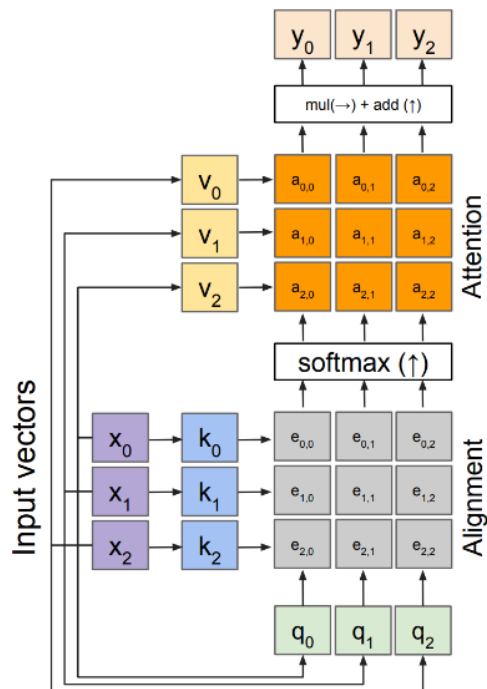 y0 y1 y2
mul(→) + add (↑)
v0 a0,0 a0,1 a0,2
v1 a1,0 a1,1 a1,2
v2 a2,0 a2,1 a2,2
Attention
softmax (↑)
x0 k0 e0,0 e0,1 e0,2
x1 k1 e1,0 e1,1 e1,2
x2 k2 e2,0 e2,1 e2,2
Alignment
Input vectors
q0 q1 q2